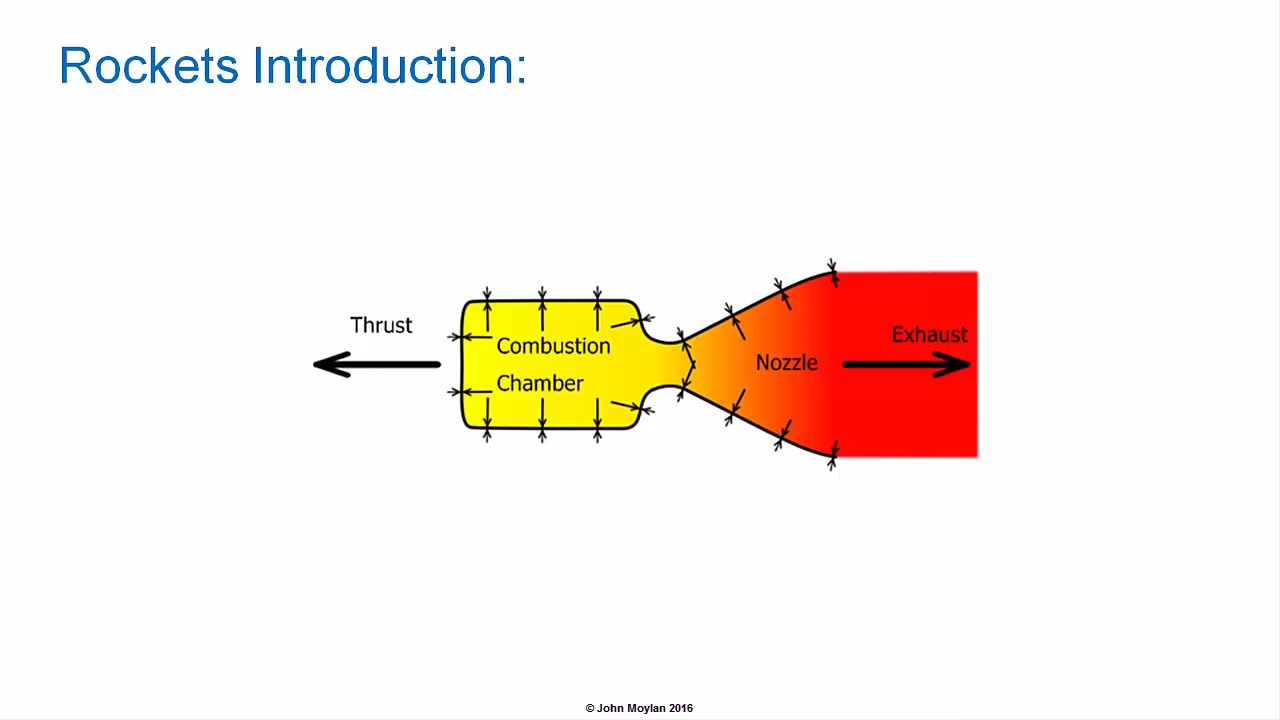 Rockets Introduction:
Thrust
Combustion
Chamber
Nozzle
Exhaust
© John Moylan 2016